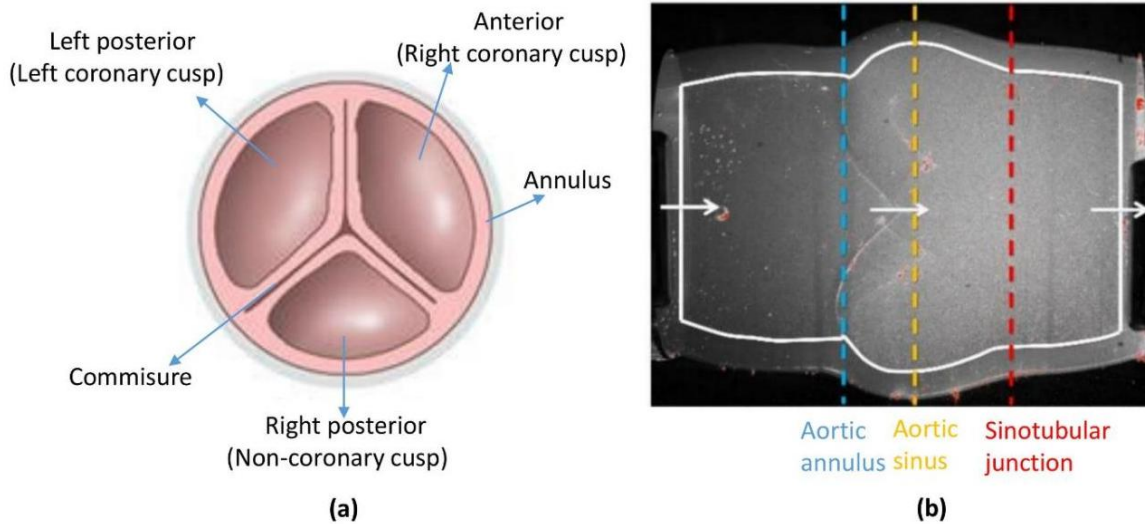 Left posterior
(Left coronary cusp)
Anterior
(Right coronary cusp)
Annulus
Commisure
Right posterior
(Non-coronary cusp)
(a)
Aortic
annulus
Aortic
sinus
Sinotubular
junction
(b)